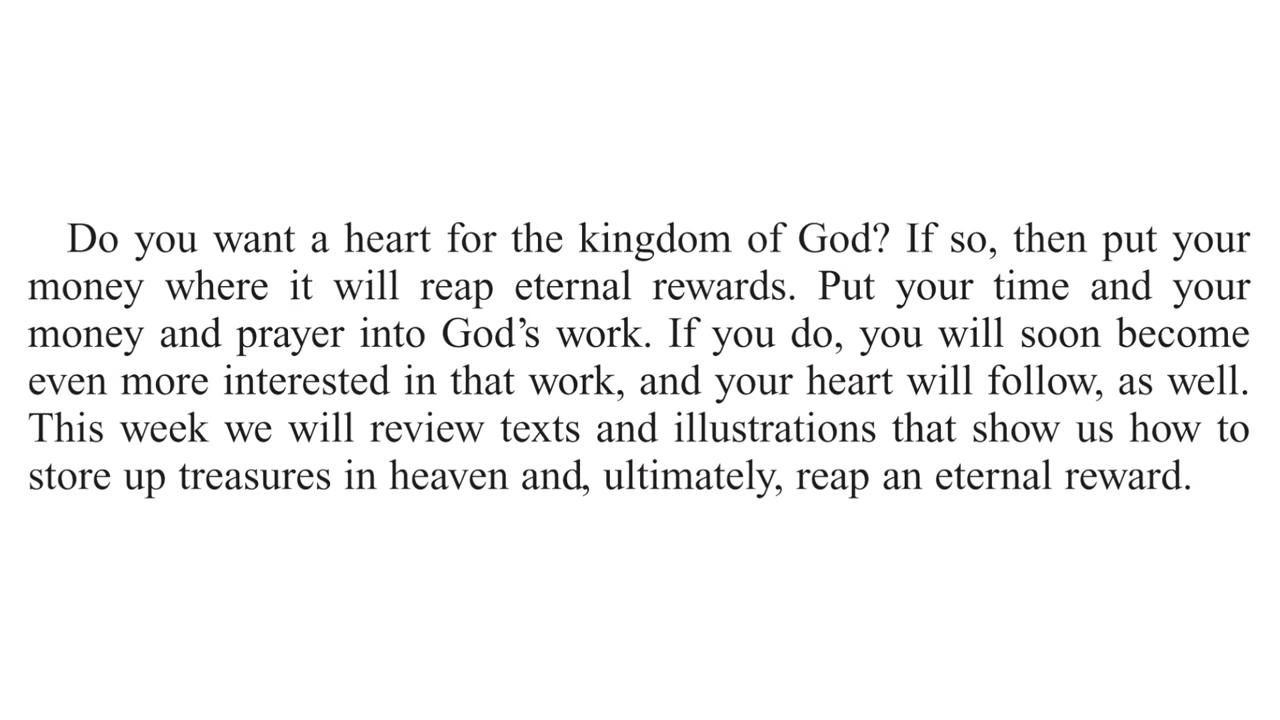 Do you want a heart for the kingdom of God? If so, then put your
money where it will reap eternal rewards. Put your time and your
money and prayer into God’s work. If you do, you will soon become
even more interested in that work, and your heart will follow, as well.
This week we will review texts and illustrations that show us how to
store up treasures in heaven and, ultimately, reap an eternal reward.